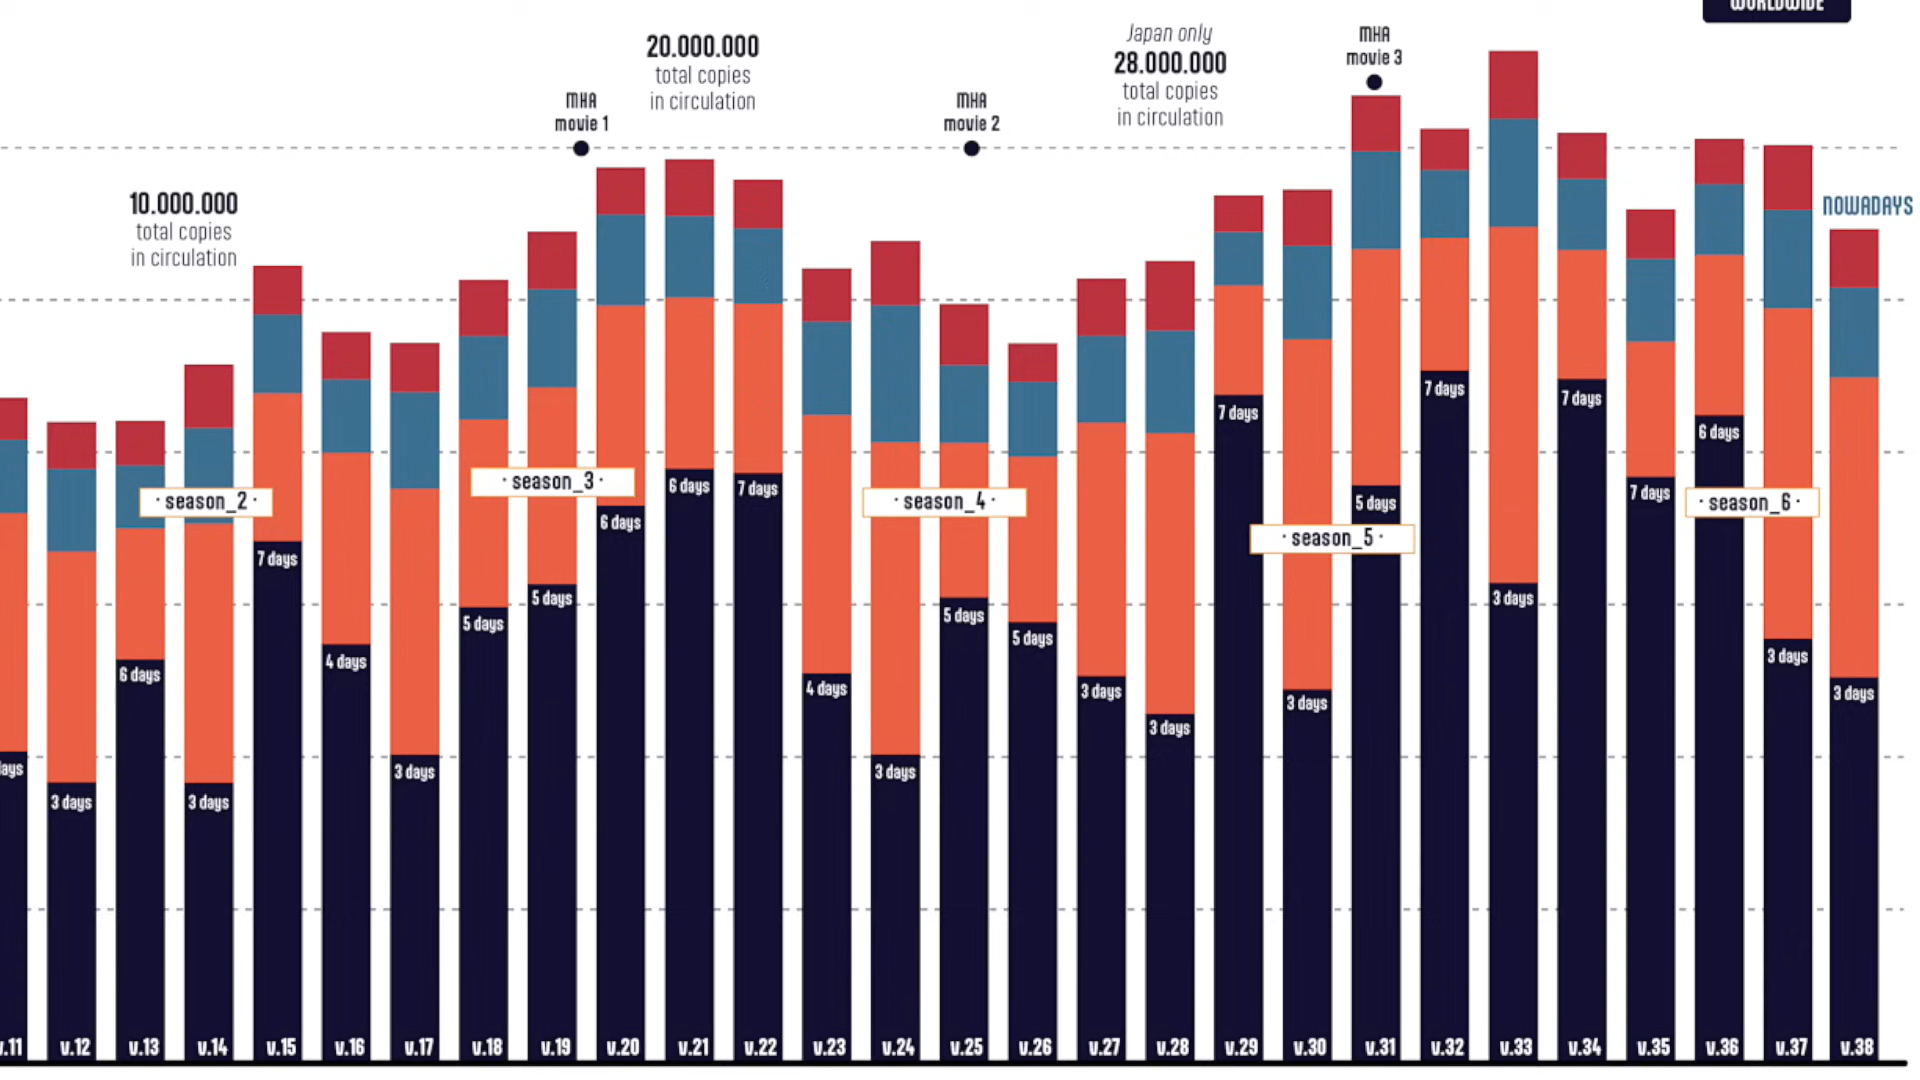 WORLDWIDE
Japan only
28.000.000
total copies
in circulation
MHA
movie 3
20.000.000
total copies
in circulation
MHA
movie 1
MHA
movie 2
10.000.000
total copies
in circulation
NOWADAYS
· season_2 ·
· season_3 ·
· season_4 ·
· season_5 ·
· season_6 ·
3 days
6 days
3 days
7 days
4 days
3 days
5 days
5 days
6 days
6 days
7 days
4 days
3 days
5 days
5 days
3 days
3 days
7 days
3 days
5 days
7 days
3 days
7 days
7 days
6 days
3 days
3 days
v.11 v.12 v.13 v.14 v.15 v.16 v.17 v.18 v.19 v.20 v.21 v.22 v.23 v.24 v.25 v.26 v.27 v.28 v.29 v.30 v.31 v.32 v.33 v.34 v.35 v.36 v.37 v.38